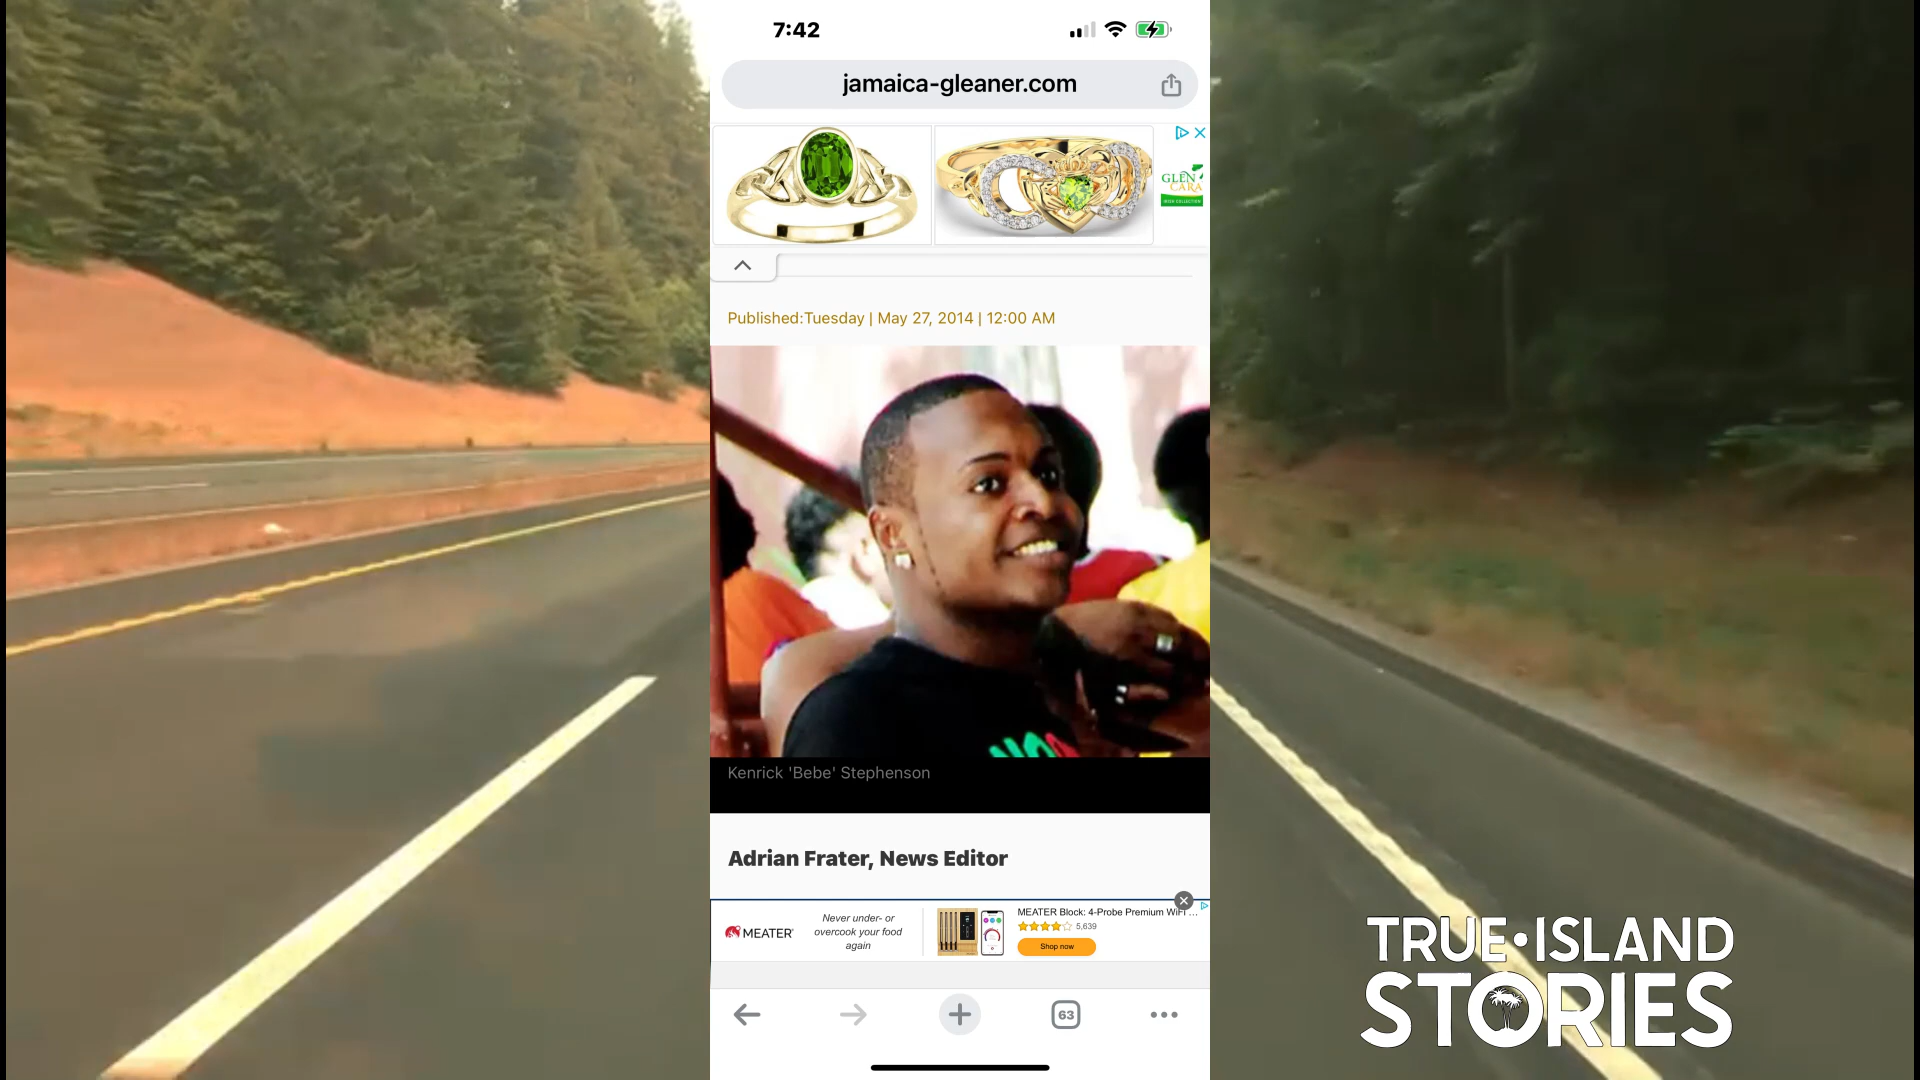 7:42
jamaica-gleaner.com
GLEN
CARA
IRISH COLLECTION
Published:Tuesday | May 27, 2014 | 12:00 AM
Kenrick 'Bebe' Stephenson
Adrian Frater, News Editor
MEATER
Never under- or
overcook your food
again
MEATER Block: 4-Probe Premium WiFi ...
5,639
Shop now
63
TRUE•ISLAND
STORIES